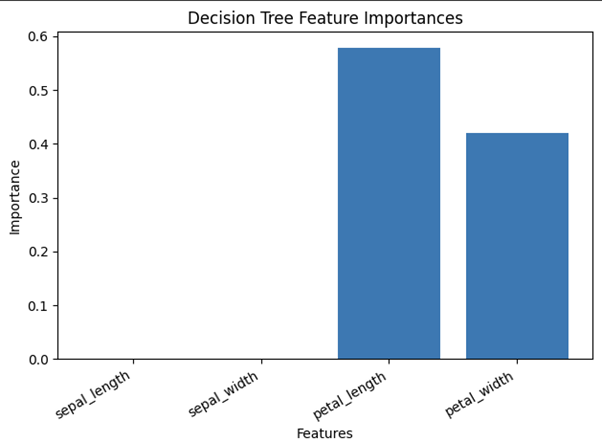 Decision Tree Feature Importances
0.6
0.5
0.4
0.3
0.2
0.1
0.0
Importance
sepal_length
sepal_width
petal_length
petal_width
Features